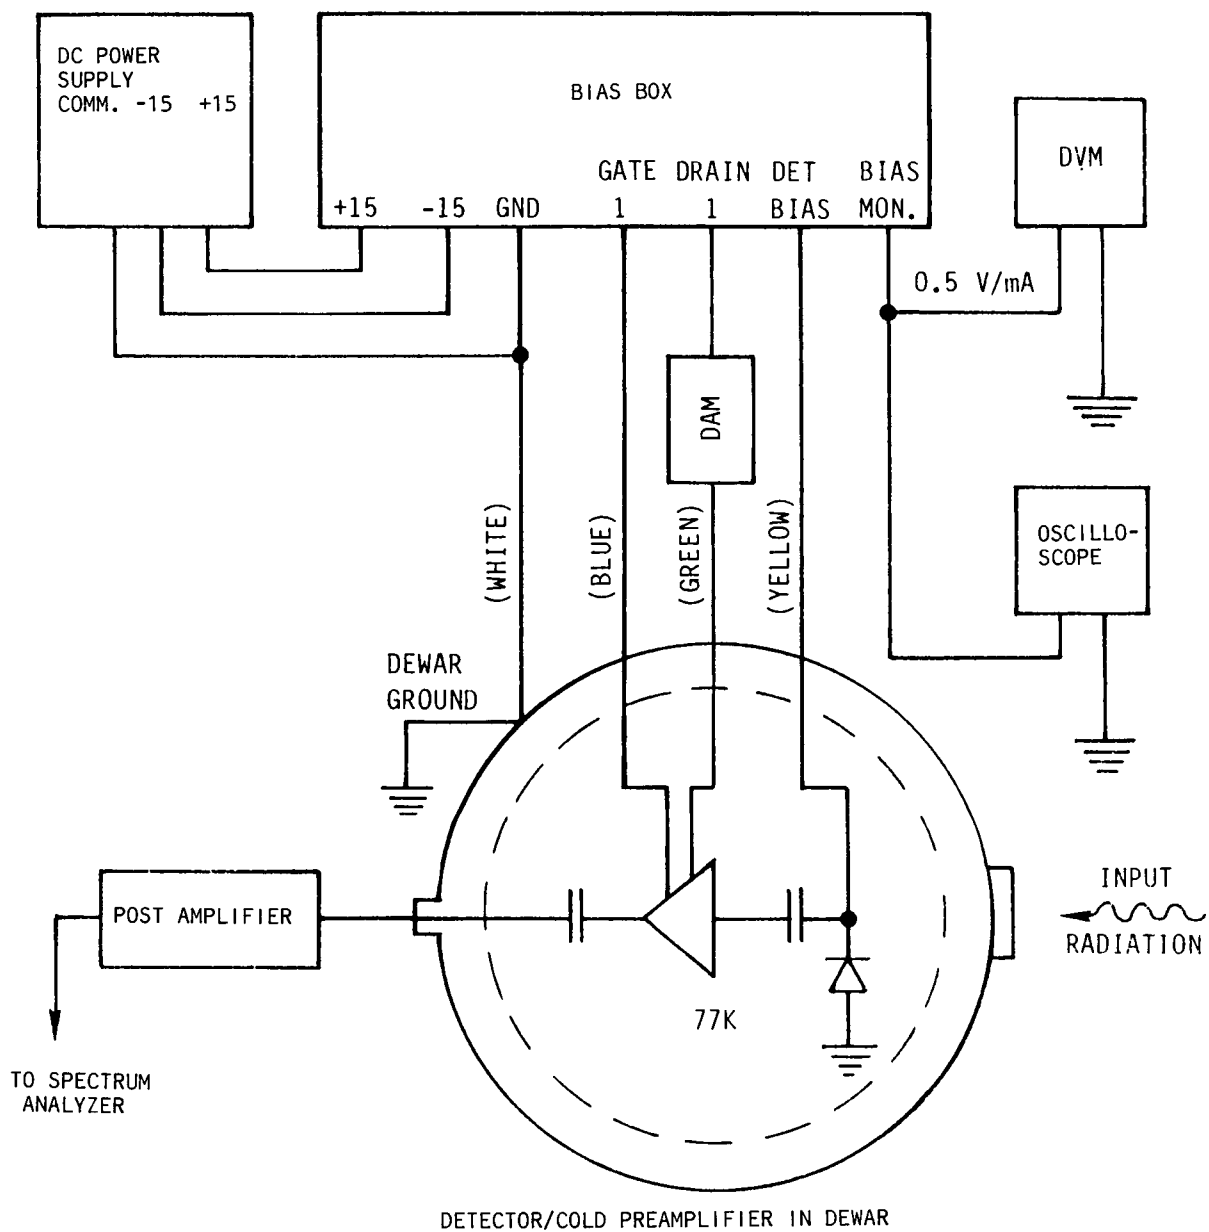 DC POWER
SUPPLY
COMM. -15 +15
BIAS BOX
GATE DRAIN DET BIAS
+15 -15 GND 1 1 BIAS MON.
DVM
0.5 V/mA
DAM
(WHITE)
(BLUE)
(GREEN)
(YELLOW)
OSCILLO-
SCOPE
DEWAR
GROUND
POST AMPLIFIER
INPUT
RADIATION
77K
TO SPECTRUM
ANALYZER
DETECTOR/COLD PREAMPLIFIER IN DEWAR